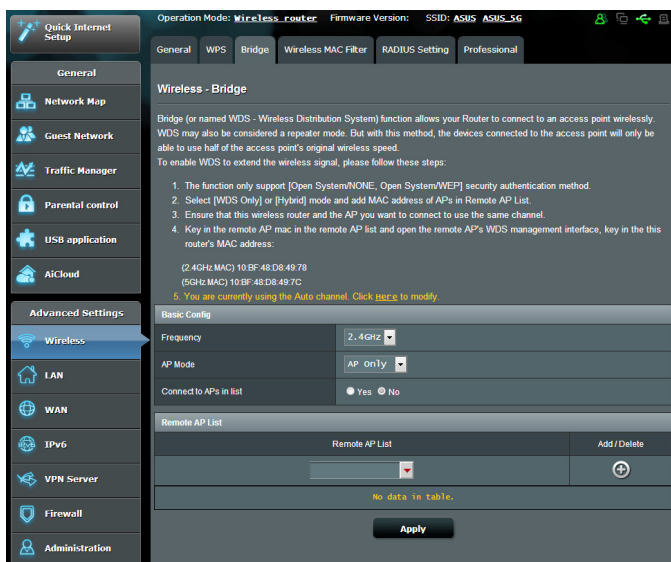 Quick Internet
Setup
Operation Mode: Wireless router Firmware Version: SSID: ASUS ASUS_5G
General
WPS
Bridge
Wireless MAC Filter
RADIUS Setting
Professional
General
Network Map
Guest Network
Traffic Manager
Parental control
USB application
AiCloud
Advanced Settings
Wireless
LAN
WAN
IPv6
VPN Server
Firewall
Administration
Wireless - Bridge
Bridge (or named WDS - Wireless Distribution System) function allows your Router to connect to an access point wirelessly.
WDS may also be considered a repeater mode. But with this method, the devices connected to the access point will only be
able to use half of the access point's original wireless speed.
To enable WDS to extend the wireless signal, please follow these steps:
1. The function only support [Open System/NONE, Open System/WEP] security authentication method.
2. Select [WDS Only] or [Hybrid] mode and add MAC address of APs in Remote AP List.
3. Ensure that this wireless router and the AP you want to connect to use the same channel.
4. Key in the remote AP mac in the remote AP list and open the remote AP's WDS management interface, key in the this
router's MAC address:
(2.4GHz MAC) 10:BF:48:D8:49:78
(5GHz MAC) 10:BF:48:D8:49:7C
5. You are currently using the Auto channel. Click Here to modify.
Basic Config
Frequency
2.4GHz
AP Mode
AP Only
Connect to APs in list
Yes
No
Remote AP List
Remote AP List
Add / Delete
No data in table.
Apply